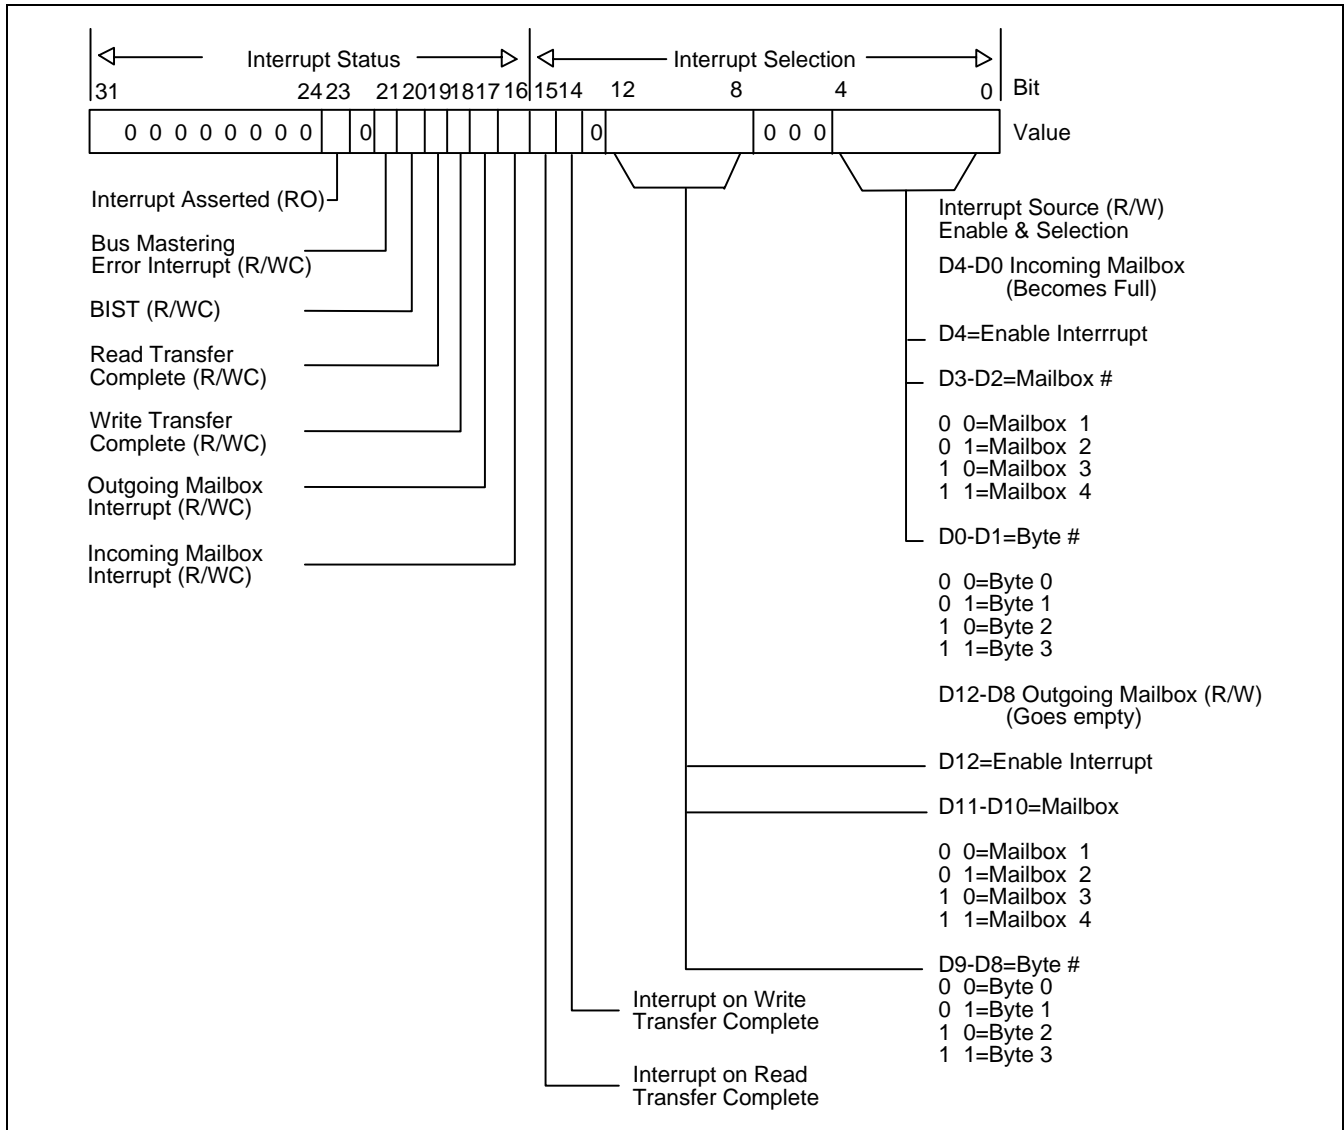 Interrupt Status Interrupt Selection
31 24 23 21 20 19 18 17 16 15 14 12 8 4 0 Bit
0 0 0 0 0 0 0 0 0 0 0 0 0 Value
Interrupt Asserted (RO)
Bus Mastering
Error Interrupt (R/WC)
BIST (R/WC)
Read Transfer
Complete (R/WC)
Write Transfer
Complete (R/WC)
Outgoing Mailbox
Interrupt (R/WC)
Incoming Mailbox
Interrupt (R/WC)
Interrupt Source (R/W)
Enable & Selection
D4-D0 Incoming Mailbox
(Becomes Full)
D4=Enable Interrrupt
D3-D2=Mailbox #
0 0=Mailbox 1
0 1=Mailbox 2
1 0=Mailbox 3
1 1=Mailbox 4
D0-D1=Byte #
0 0=Byte 0
0 1=Byte 1
1 0=Byte 2
1 1=Byte 3
D12-D8 Outgoing Mailbox (R/W)
(Goes empty)
D12=Enable Interrupt
D11-D10=Mailbox
0 0=Mailbox 1
0 1=Mailbox 2
1 0=Mailbox 3
1 1=Mailbox 4
D9-D8=Byte #
0 0=Byte 0
0 1=Byte 1
1 0=Byte 2
1 1=Byte 3
Interrupt on Write
Transfer Complete
Interrupt on Read
Transfer Complete